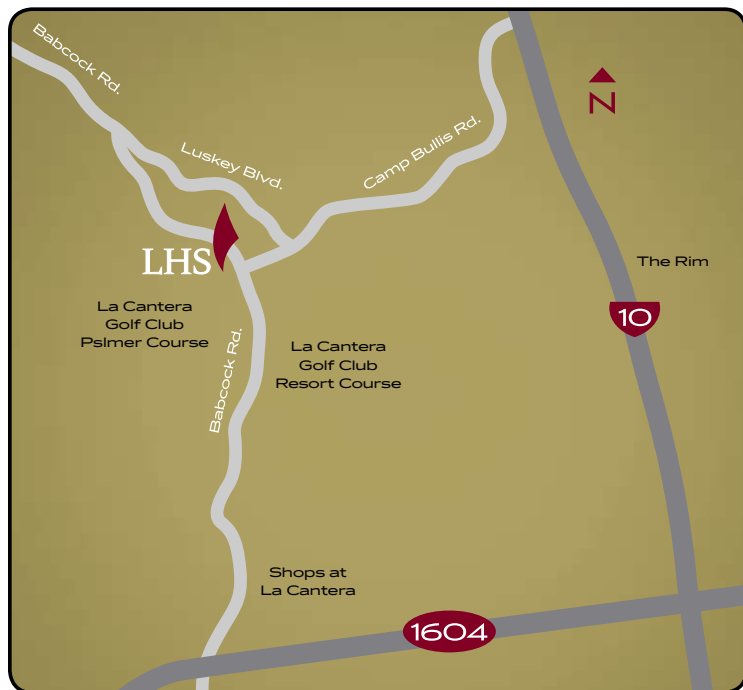 Babcock Rd.
Luskey Blvd.
Camp Bullis Rd.
N
The Rim
LHS
10
La Cantera
Golf Club
Pslmer Course
Babcock Rd.
La Cantera
Golf Club
Resort Course
Shops at
La Cantera
1604